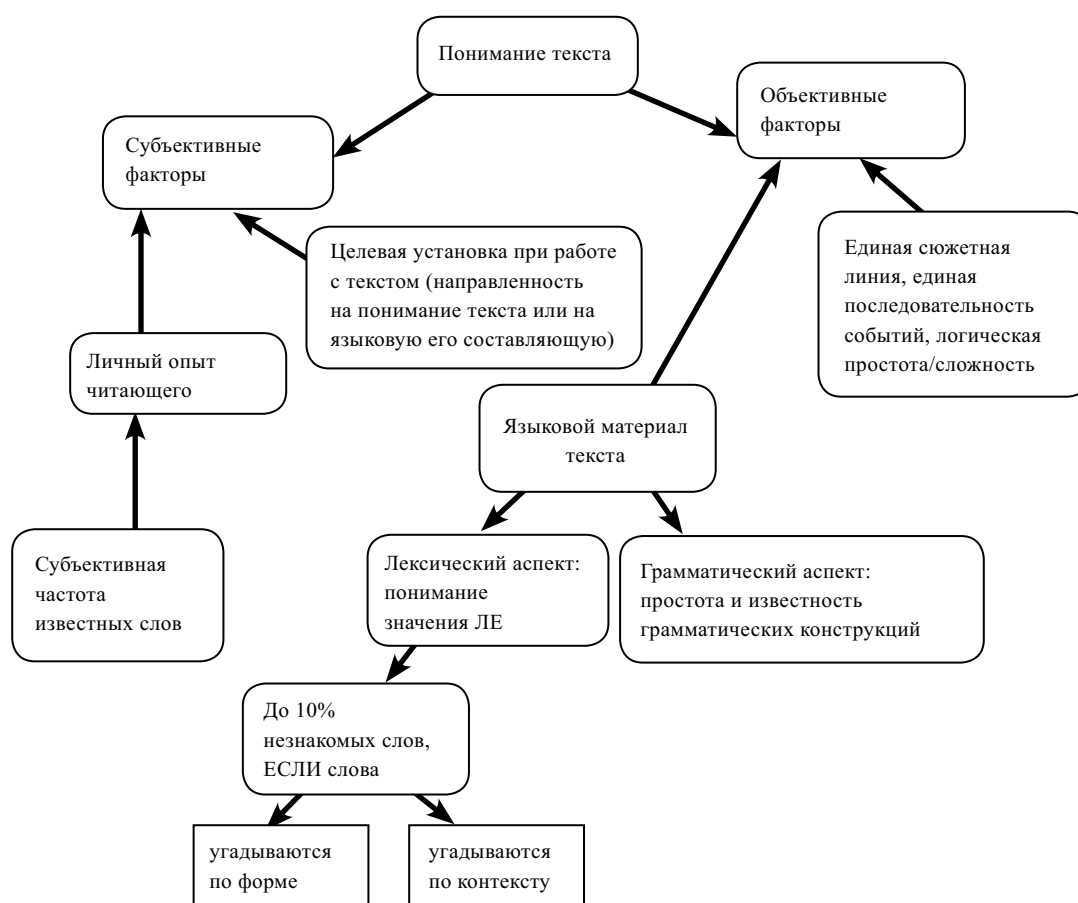 Понимание текста
Объективные
факторы
Субъективные
факторы
Целевая установка при работе
с текстом (направленность
на понимание текста или на
языковую его составляющую)
Единая сюжетная
линия, единая
последовательность
событий, логическая
простота/сложность
Личный опыт
читающего
Языковой материал
текста
Субъективная
частота
известных слов
Лексический аспект:
понимание
значения ЛЕ
Грамматический аспект:
простота и известность
грамматических конструкций
До 10%
незнакомых слов,
ЕСЛИ слова
угадываются
по форме
угадываются
по контексту